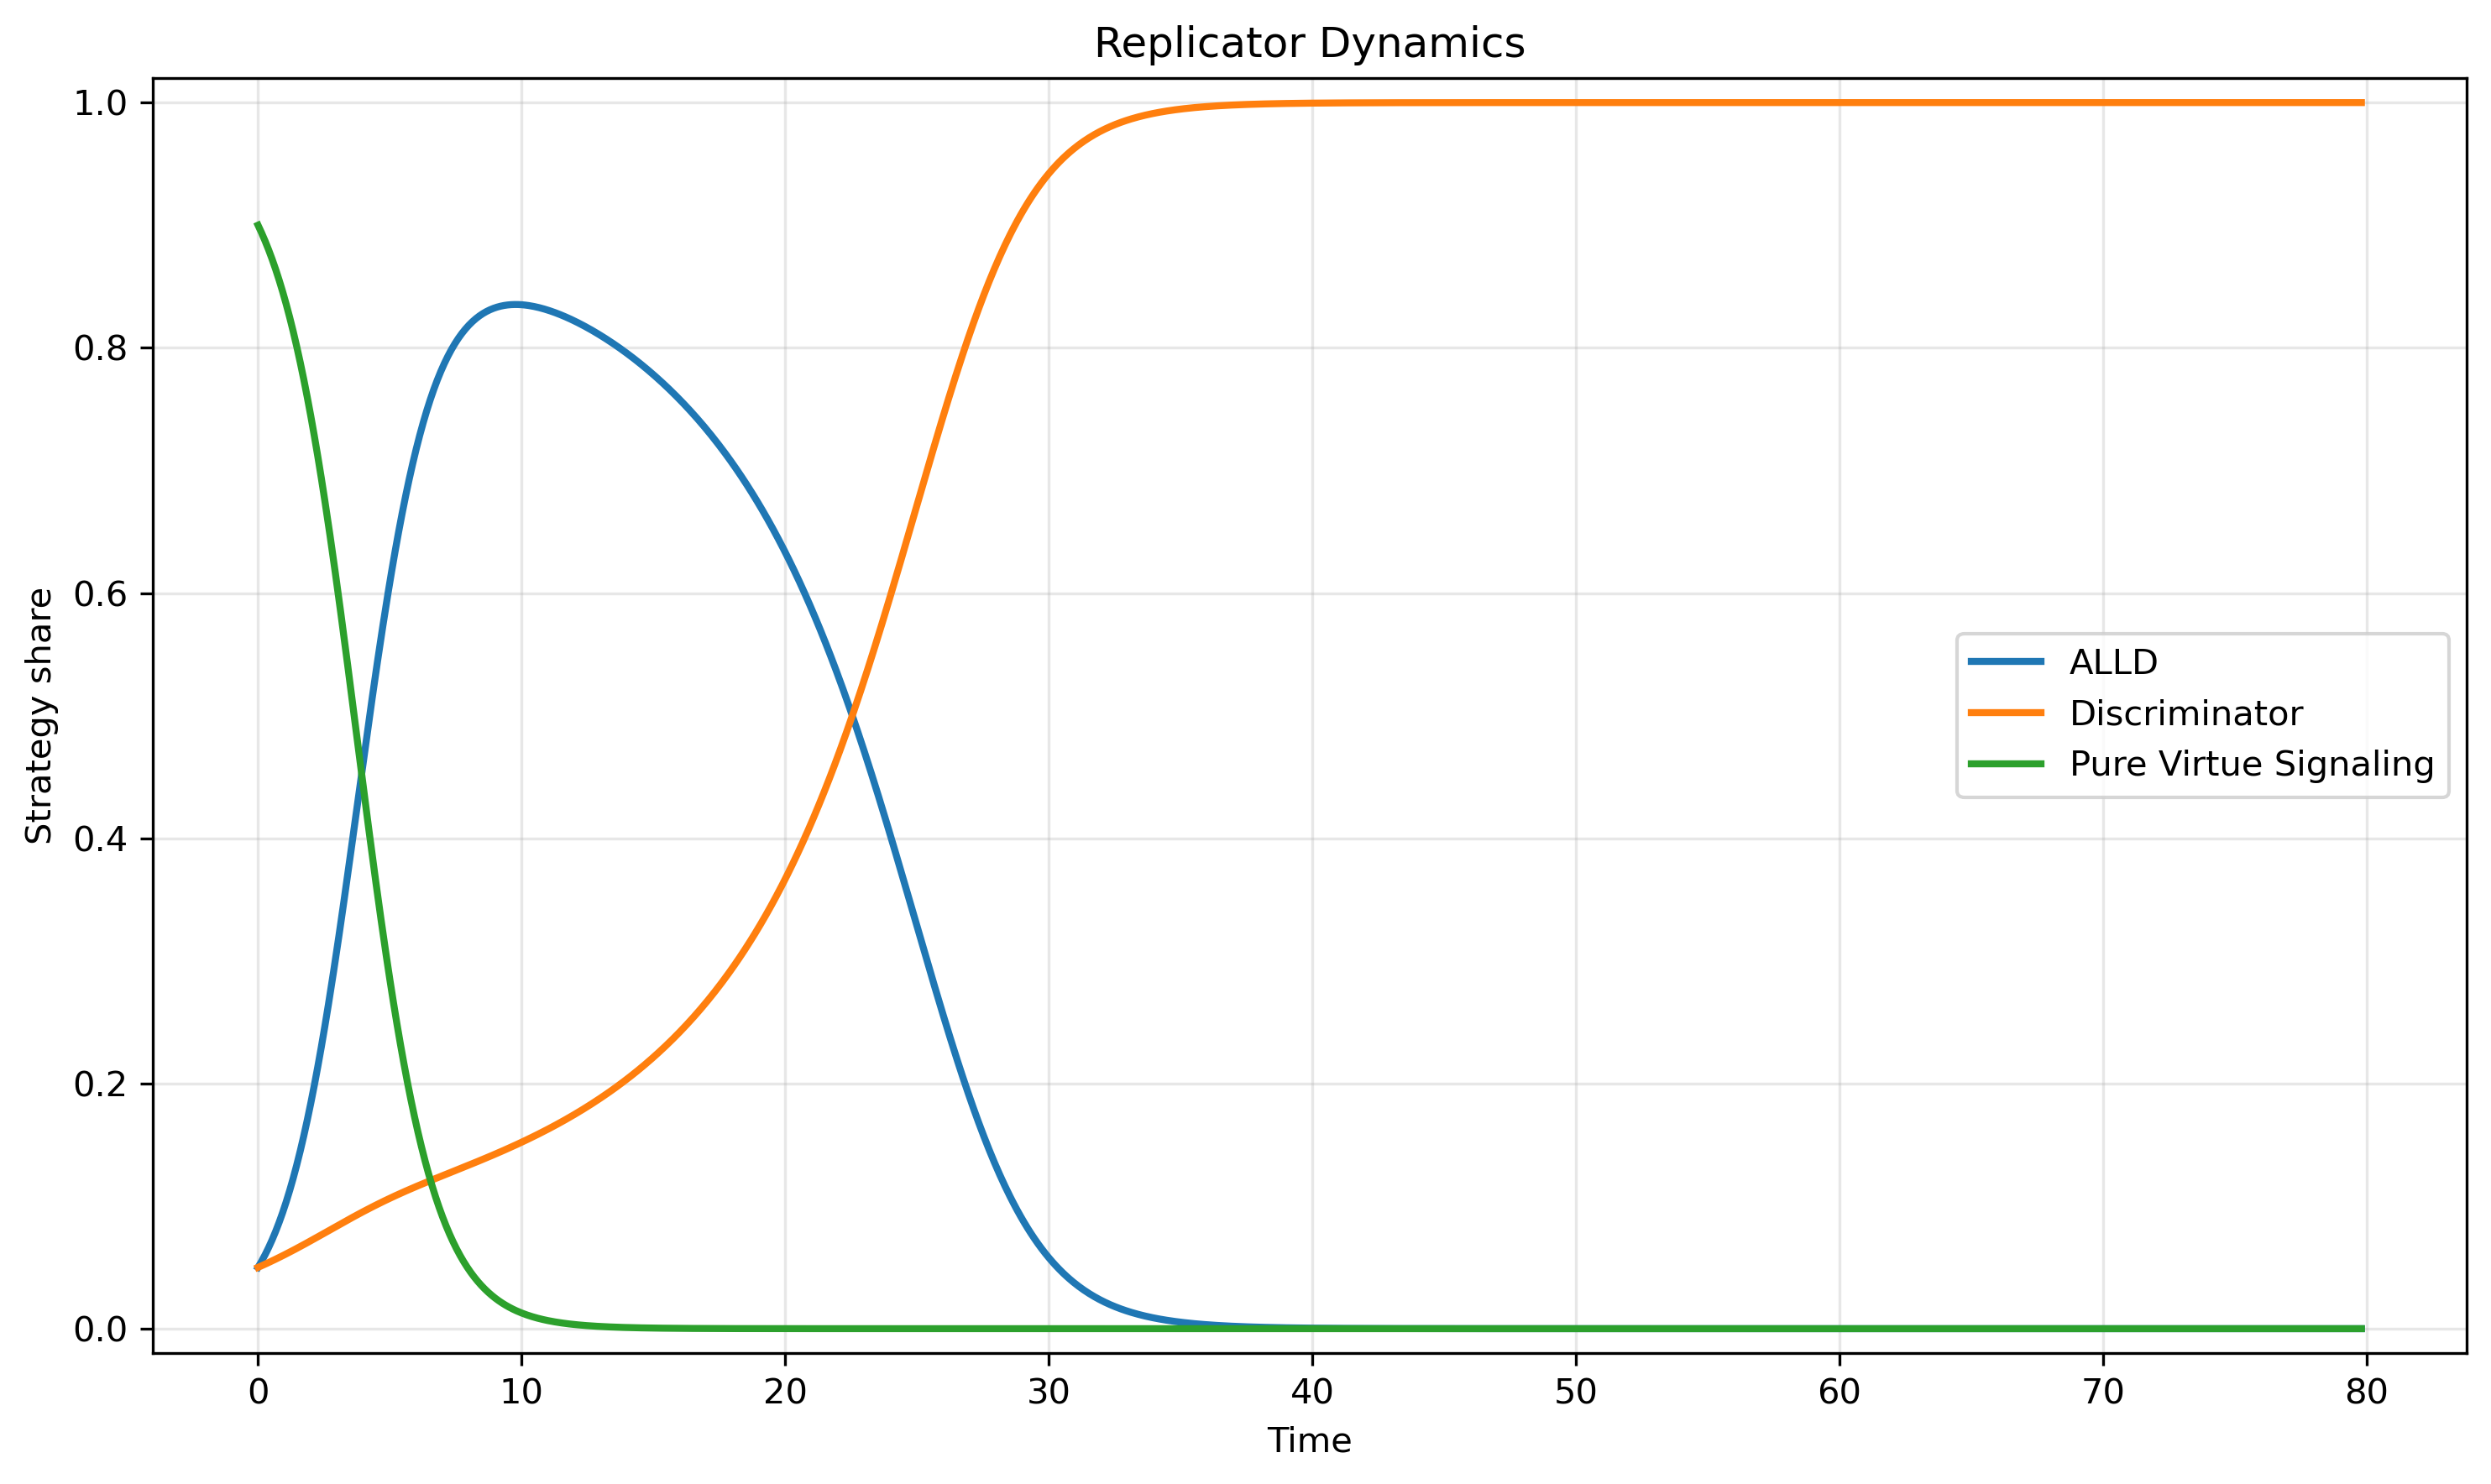 Replicator Dynamics
1.0
0.8
0.6
0.4
0.2
0.0
Strategy share
ALLD
Discriminator
Pure Virtue Signaling
0 10 20 30 40 50 60 70 80
Time